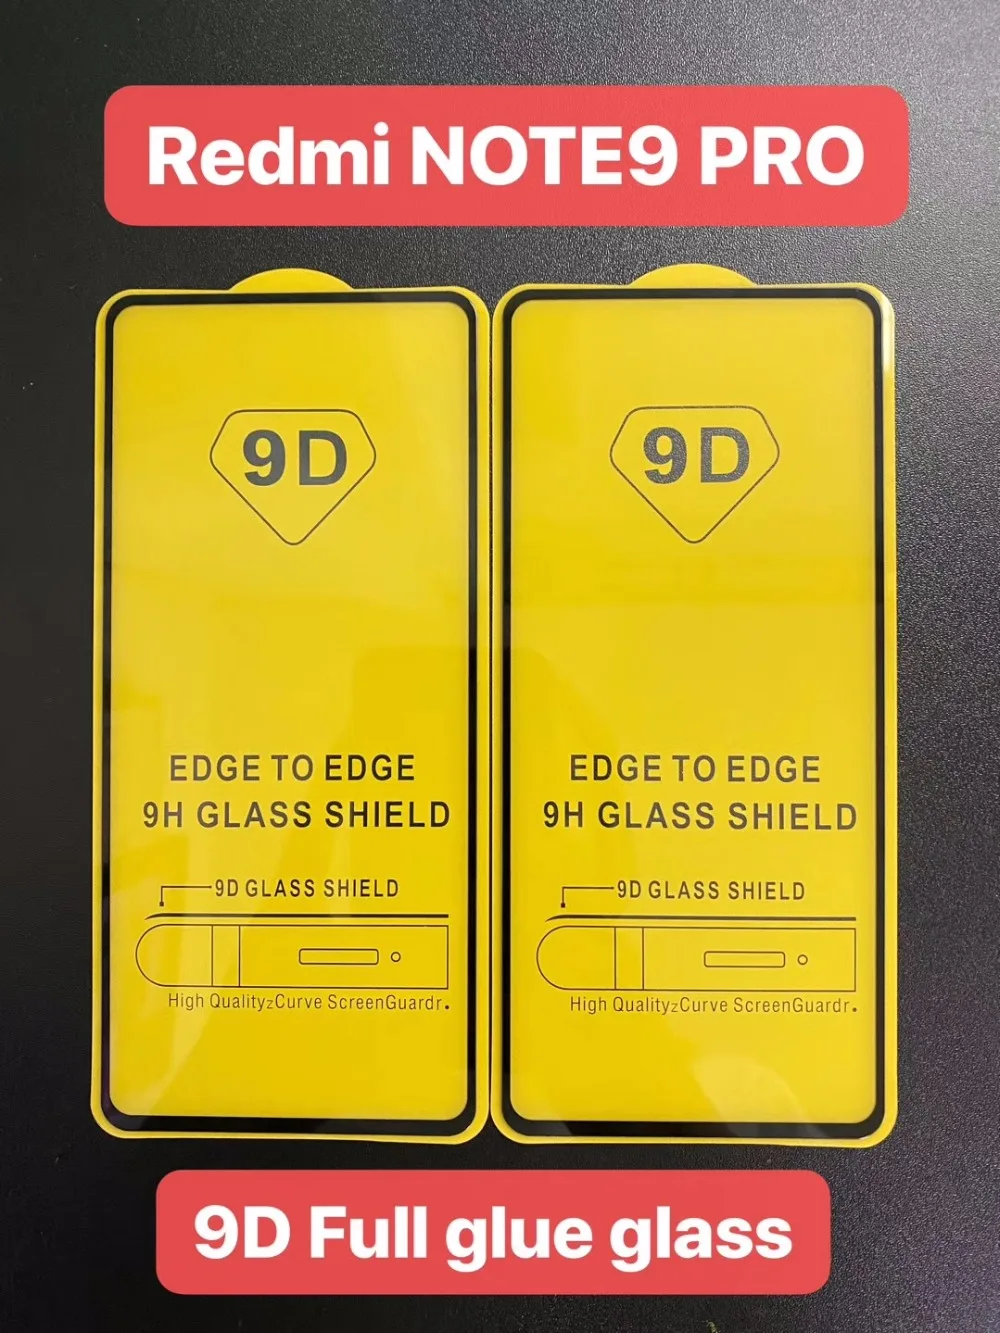 Redmi NOTE9 PRO
9D
EDGE TO EDGE
9H GLASS SHIELD
9D GLASS SHIELD
High QualityzCurve ScreenGuardr.
9D
EDGE TO EDGE
9H GLASS SHIELD
9D GLASS SHIELD
High QualityzCurve ScreenGuardr.
9D Full glue glass